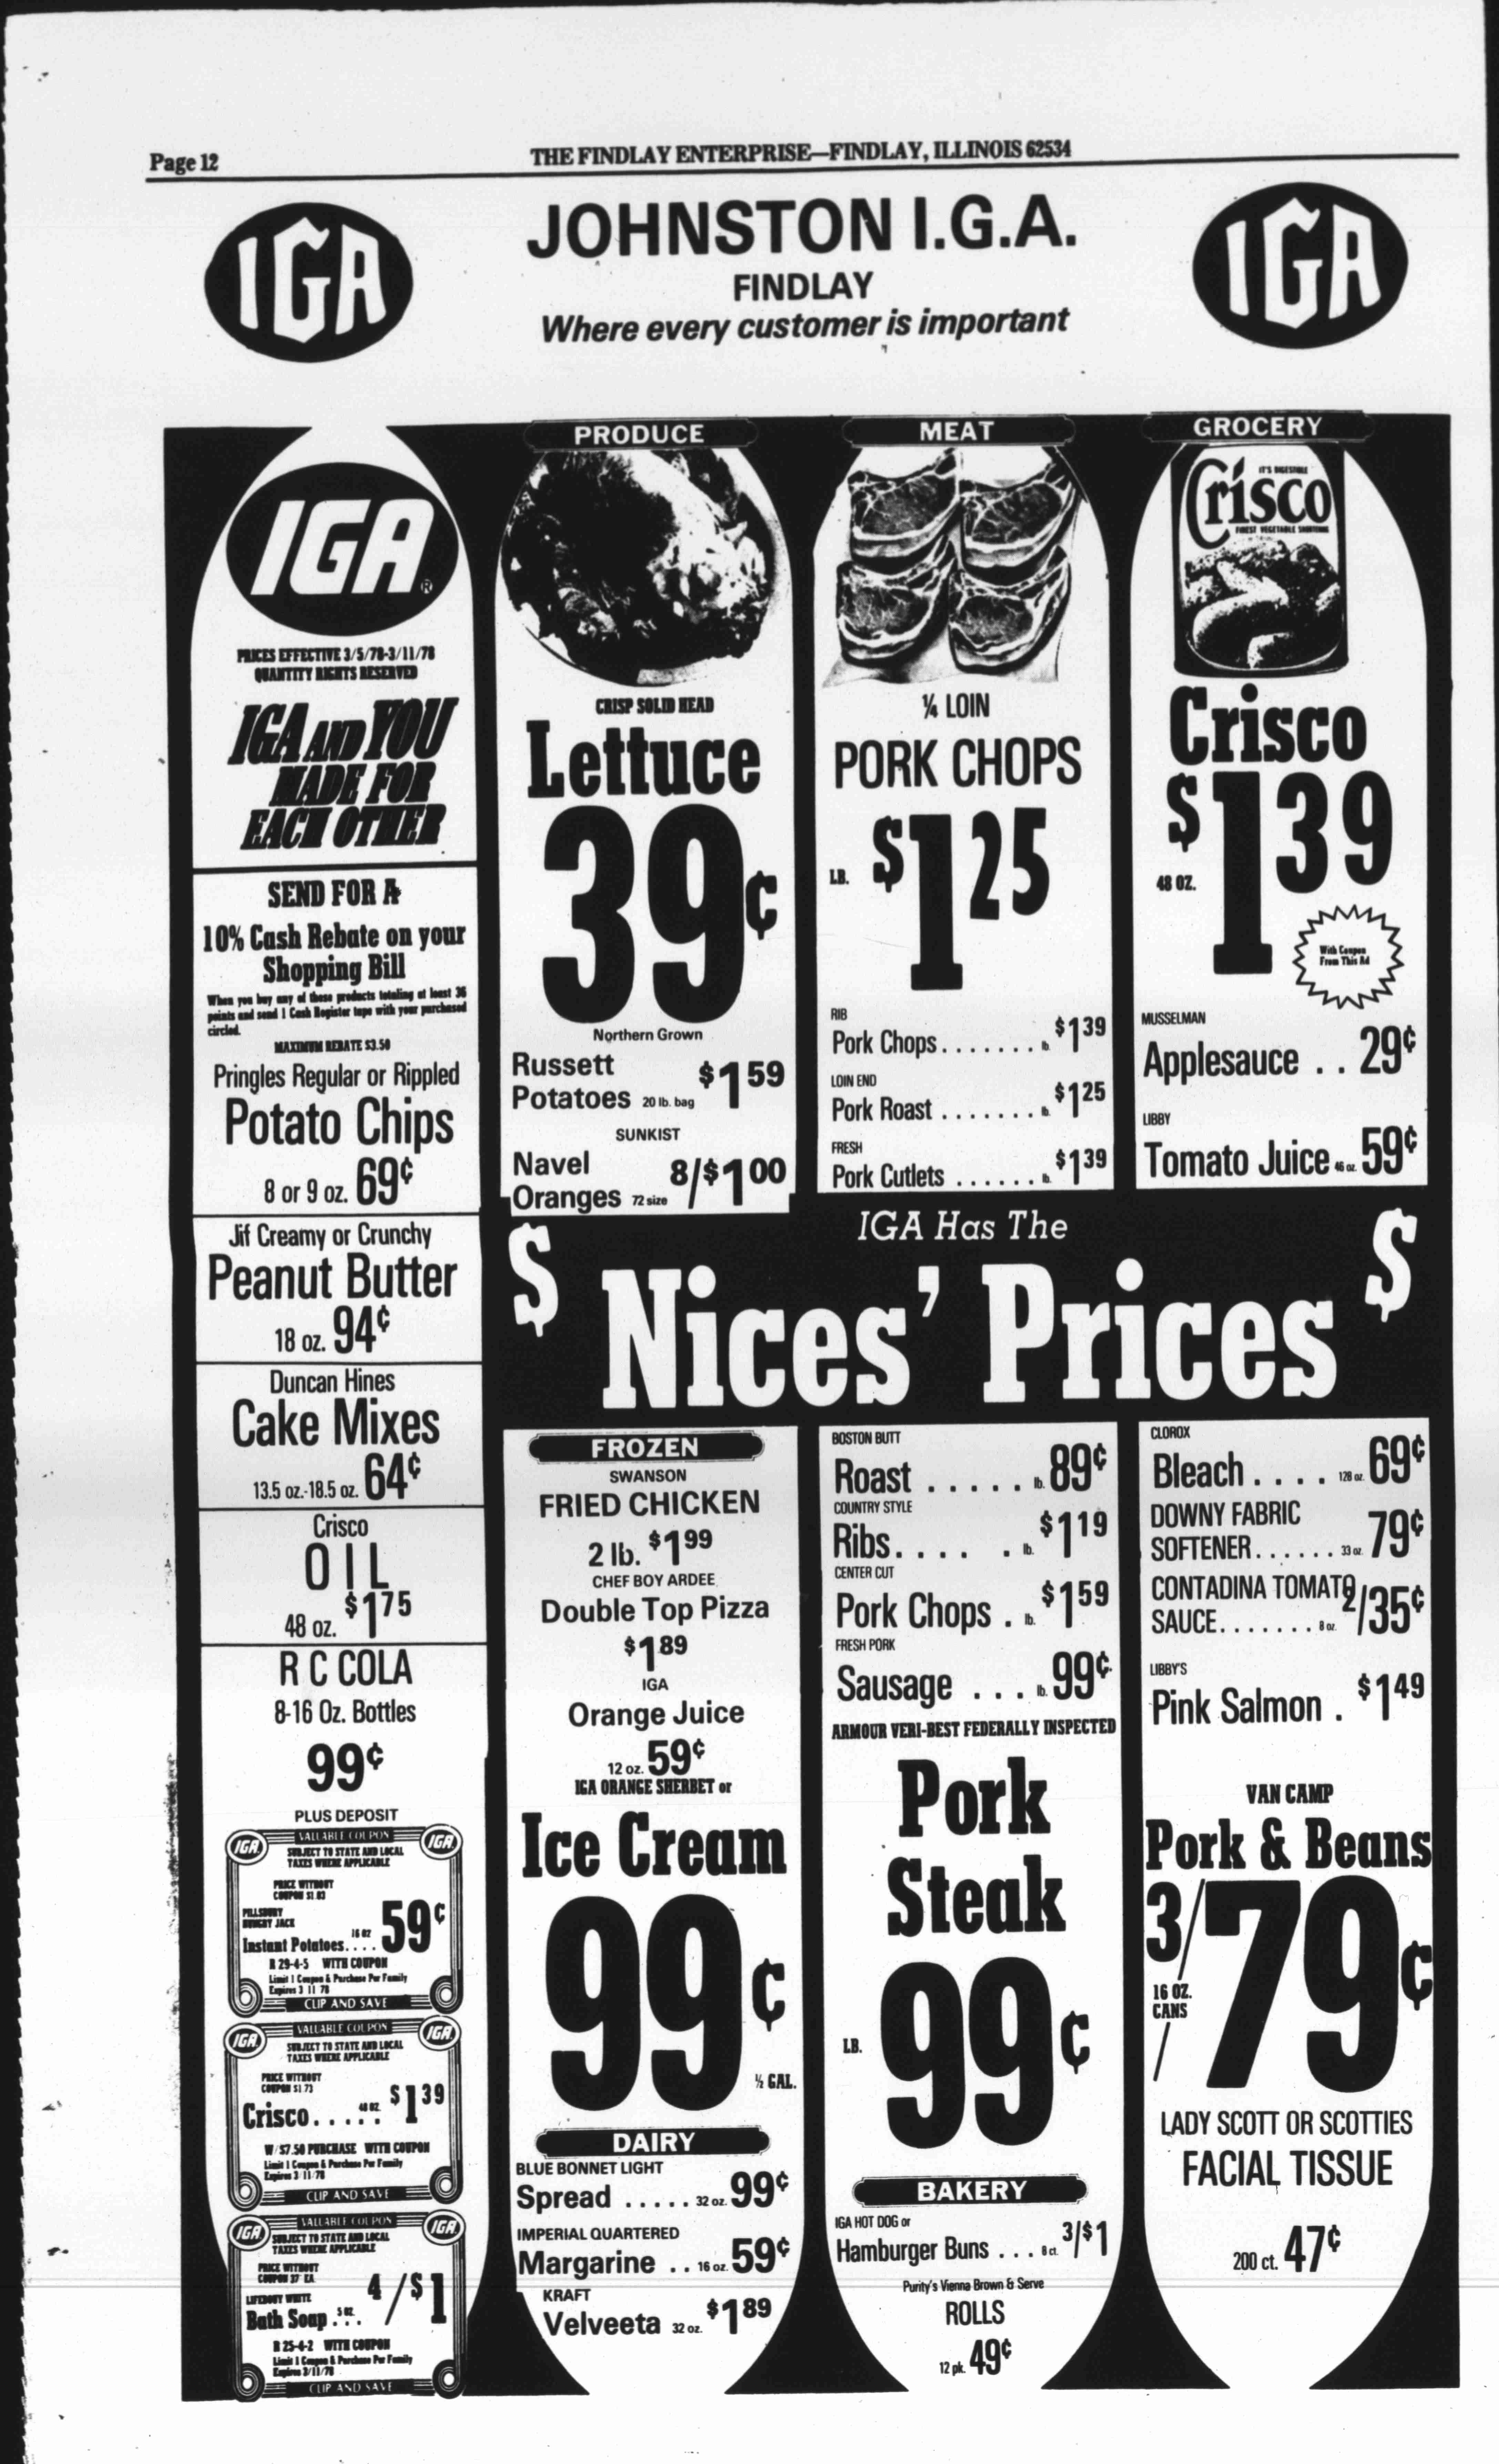 Page 12
THE FINDLAY ENTERPRISE—FINDLAY, ILLINOIS 62534
IGA
JOHNSTON I.G.A.
FINDLAY
Where every customer is important
IGA
IGA®
PRICES EFFECTIVE 3/5/78-3/11/78
QUANTITY RIGHTS RESERVED
IGA AND YOU
MADE FOR
EACH OTHER
SEND FOR A
10% Cash Rebate on your
Shopping Bill
When you buy any of these products totaling at least 36
points and send 1 Cash Register tape with your purchased
circled.
MAXIMUM REBATE $3.50
Pringles Regular or Rippled
Potato Chips
8 or 9 oz. 69¢
Jif Creamy or Crunchy
Peanut Butter
18 oz. 94¢
Duncan Hines
Cake Mixes
13.5 oz.-18.5 oz. 64¢
Crisco
OIL
48 oz. $1 75
R C COLA
8-16 Oz. Bottles
99¢
PLUS DEPOSIT
IGA VALUABLE COUPON IGA
SUBJECT TO STATE AND LOCAL
TAXES WHERE APPLICABLE
PRICE WITHOUT
COUPON $1 03
PILLSBURY
HUNGRY JACK
Instant Potatoes.... 16 OZ 59¢
R 29-4-5 WITH COUPON
Limit 1 Coupon & Purchase Per Family
Expires 3 11 78
CLIP AND SAVE
IGA VALUABLE COUPON IGA
SUBJECT TO STATE AND LOCAL
TAXES WHERE APPLICABLE
PRICE WITHOUT
COUPON $1.73
Crisco..... 48 OZ. $1 39
W/$7.50 PURCHASE WITH COUPON
Limit 1 Coupon & Purchase Per Family
Expires 3/11/78
CLIP AND SAVE
IGA VALUABLE COUPON IGA
SUBJECT TO STATE AND LOCAL
TAXES WHERE APPLICABLE
PRICE WITHOUT
COUPON 37 EA
LIFEBUOY WHITE
Bath Soap ... 5 OZ. 4/$1
R 25-4-2 WITH COUPON
Limit 1 Coupon & Purchase Per Family
Expires 3/11/78
CLIP AND SAVE
PRODUCE
CRISP SOLID HEAD
Lettuce
39¢
Northern Grown
Russett
Potatoes 20 lb. bag $1 59
SUNKIST
Navel
Oranges 72 size 8/$1 00
MEAT
¼ LOIN
PORK CHOPS
LB. $1 25
RIB
Pork Chops....... lb. $1 39
LOIN END
Pork Roast ....... lb. $1 25
FRESH
Pork Cutlets ...... lb. $1 39
GROCERY
IT'S DIGESTIBLE
Crisco
FINEST VEGETABLE SHORTENING
Crisco
$1 39
48 OZ.
With Coupon
From This Ad
MUSSELMAN
Applesauce .. 29¢
LIBBY
Tomato Juice... 46 oz. 59¢
IGA Has The
$ Nices' Prices $
FROZEN
SWANSON
FRIED CHICKEN
2 lb. $1 99
CHEF BOY ARDEE
Double Top Pizza
$1 89
IGA
Orange Juice
12 oz. 59¢
IGA ORANGE SHERBET or
Ice Cream
99¢
½ GAL.
DAIRY
BLUE BONNET LIGHT
Spread ..... 32 oz. 99¢
IMPERIAL QUARTERED
Margarine .. 16 oz. 59¢
KRAFT
Velveeta 32 oz. $1 89
BOSTON BUTT
Roast ..... lb. 89¢
COUNTRY STYLE
Ribs.... . lb. $1 19
CENTER CUT
Pork Chops . lb. $1 59
FRESH PORK
Sausage ... lb. 99¢
ARMOUR VERI-BEST FEDERALLY INSPECTED
Pork
Steak
LB. 99¢
BAKERY
IGA HOT DOG or
Hamburger Buns ... 8 ct. 3/$1
Purity's Vienna Brown & Serve
ROLLS
12 pk. 49¢
CLOROX
Bleach .... 128 oz. 69¢
DOWNY FABRIC
SOFTENER...... 33 oz. 79¢
CONTADINA TOMATO
SAUCE....... 8 oz. 2/35¢
LIBBY'S
Pink Salmon . $1 49
VAN CAMP
Pork & Beans
3/79¢
16 OZ.
CANS
LADY SCOTT OR SCOTTIES
FACIAL TISSUE
200 ct. 47¢